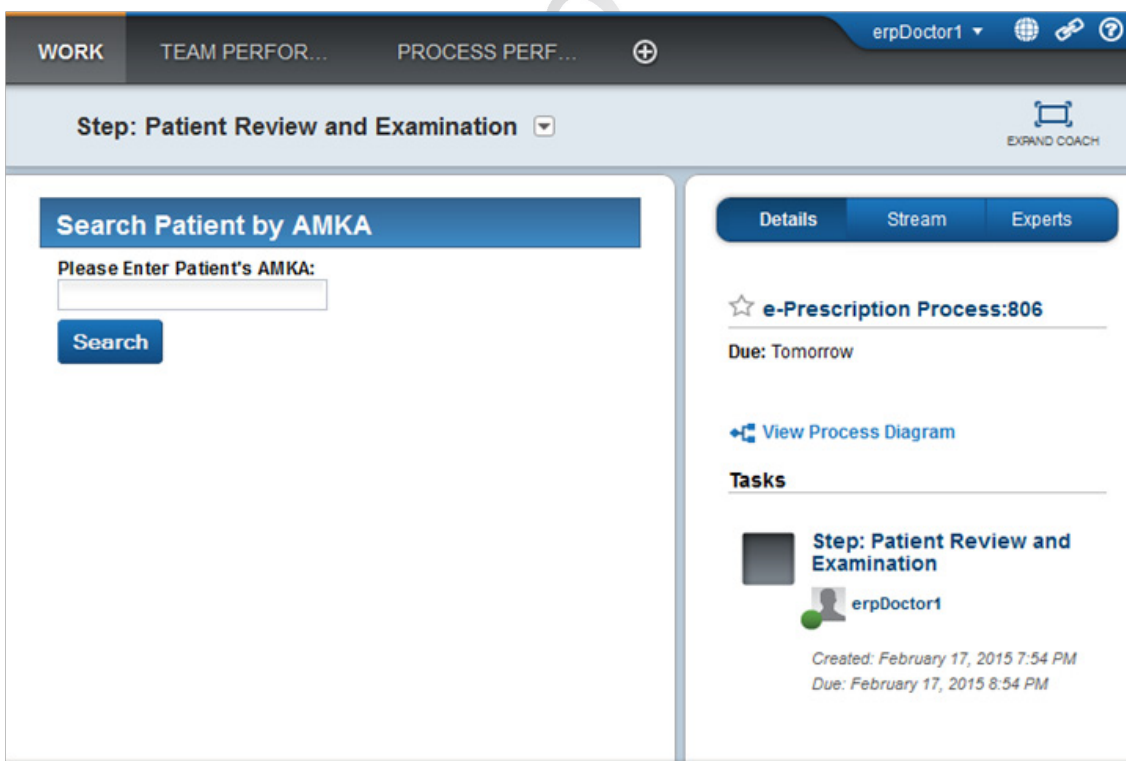 WORK TEAM PERFOR... PROCESS PERF... erpDoctor1
Step: Patient Review and Examination
EXPAND COACH
Search Patient by AMKA
Please Enter Patient's AMKA:
Search
Details Stream Experts
e-Prescription Process:806
Due: Tomorrow
View Process Diagram
Tasks
Step: Patient Review and
Examination
erpDoctor1
Created: February 17, 2015 7:54 PM
Due: February 17, 2015 8:54 PM